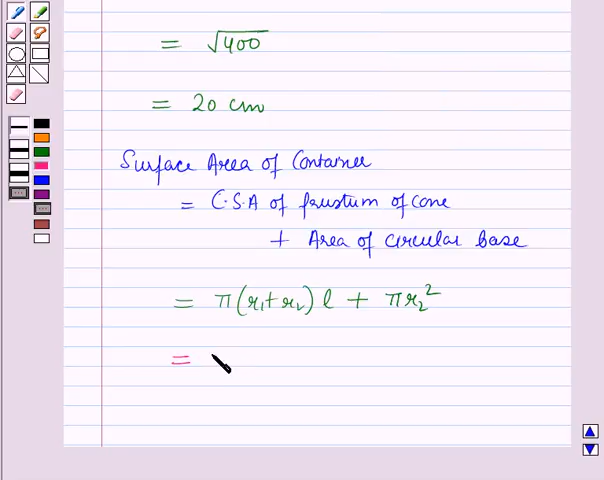 = √400
= 20 cm
Surface Area of Container
= C.S.A of frustum of cone
+ Area of circular base
= π(r₁+r₂) l + πr₂²
=